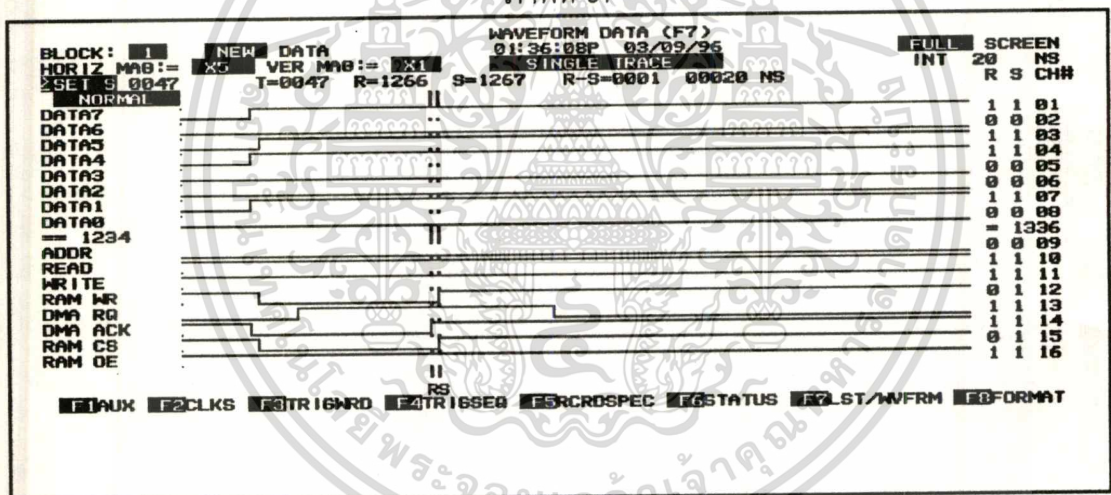 WAVEFORM DATA (F7)
BLOCK: 1 NEW DATA 01:36:08P 03/09/96 FULL SCREEN
HORIZ MAG:= X5 VER MAG:= X1 SINGLE TRACE INT 20 NS
SET S 0047 T=0047 R=1266 S=1267 R-S=0001 00020 NS R S CH#
NORMAL
DATA7 1 1 01
DATA6 0 0 02
DATA5 1 1 03
DATA4 1 1 04
DATA3 0 0 05
DATA2 0 0 06
DATA1 1 1 07
DATA0 0 0 08
== 1234 = 1336
ADDR 0 0 09
READ 1 1 10
WRITE 1 1 11
RAM WR 0 1 12
DMA RQ 1 1 13
DMA ACK 1 1 14
RAM CS 0 1 15
RAM OE 1 1 16
RS
F1AUX F2CLKS F3TRIGWRD F4TRIGSEQ F5RCRDSPEC F6STATUS F7LST/WVFRM F8FORMAT